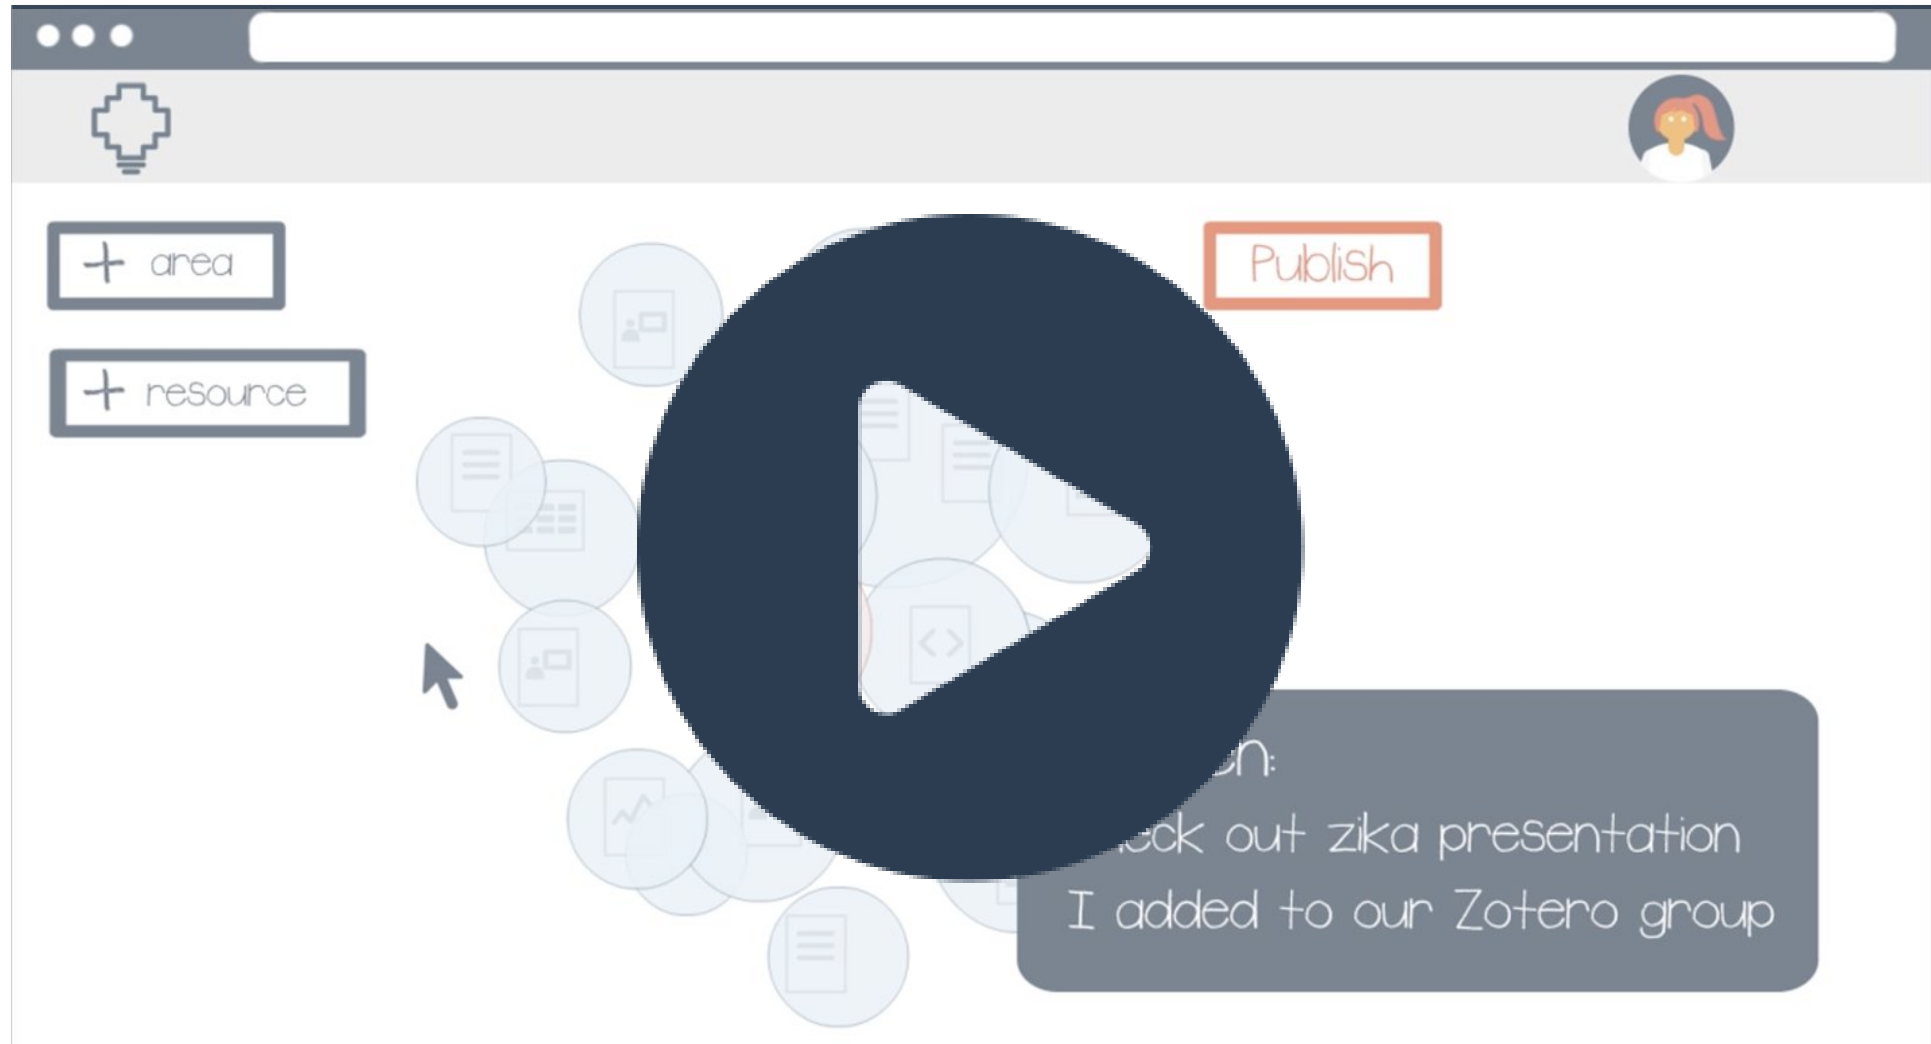 + area
Publish
+ resource
out zika presentation
I added to our Zotero group